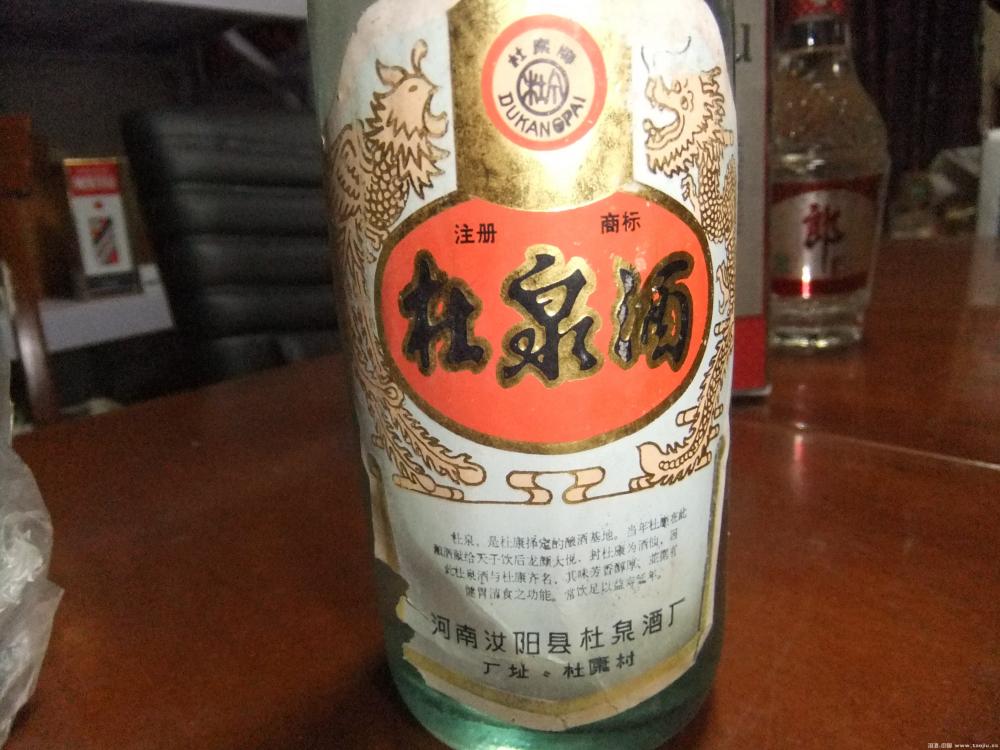 杜康牌
DUKANGPAI
注册 商标
杜泉酒
杜泉，是杜康择定的酿酒基地。当年杜康在此
酿酒献给天子饮后龙颜大悦，封杜康为酒仙，因
此杜泉酒与杜康齐名，其味芳香醇厚，並擅有
健胃消食之功能。常饮足以益寿延年。
河南汝阳县杜泉酒厂
厂址：杜康村
郎
www.taojiu.cn